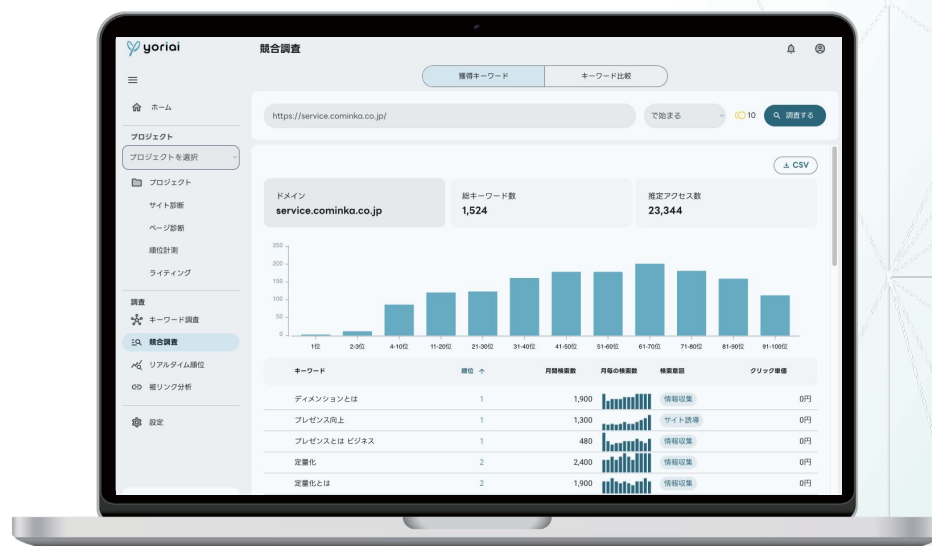 yoriai
競合調査
獲得キーワード
キーワード比較
ホーム
https://service.cominka.co.jp/
で始まる
10
調査する
プロジェクト
プロジェクトを選択
CSV
プロジェクト
サイト診断
ページ診断
順位計測
ライティング
ドメイン
service.cominka.co.jp
総キーワード数
1,524
推定アクセス数
23,344
250
200
150
100
50
0
1位 2-3位 4-10位 11-20位 21-30位 31-40位 41-50位 51-60位 61-70位 71-80位 81-90位 91-100位
調査
キーワード調査
競合調査
リアルタイム順位
被リンク分析
設定
キーワード 順位 ↑ 月間検索数 月毎の検索数 検索意図 クリック単価
ディメンションとは 1 1,900 情報収集 0円
プレゼンス向上 1 1,300 サイト誘導 0円
プレゼンスとは ビジネス 1 480 情報収集 0円
定量化 2 2,400 情報収集 0円
定量化とは 2 1,900 情報収集 0円